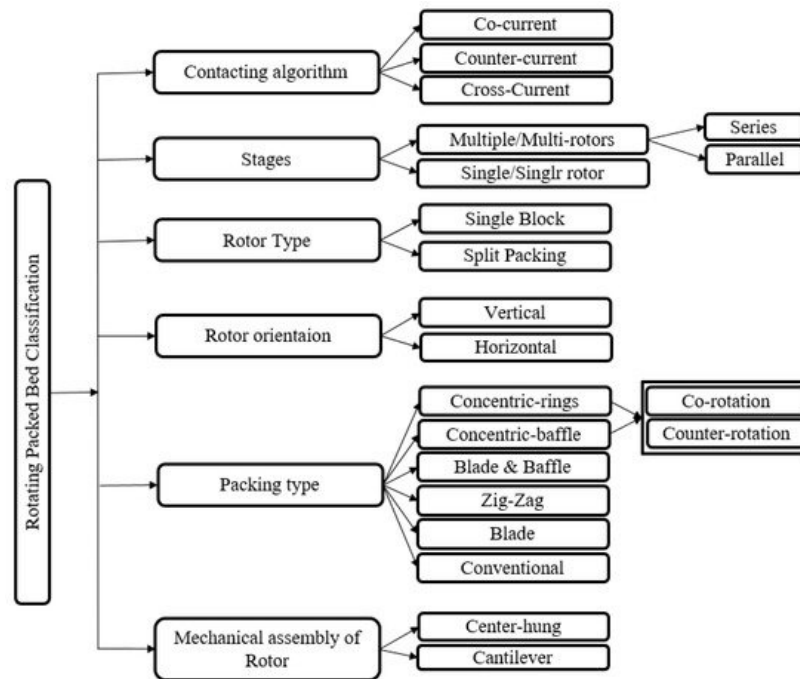 Rotating Packed Bed Classification
Contacting algorithm
Co-current
Counter-current
Cross-Current
Stages
Multiple/Multi-rotors
Series
Parallel
Single/Singlr rotor
Rotor Type
Single Block
Split Packing
Rotor orientaion
Vertical
Horizontal
Packing type
Concentric-rings
Concentric-baffle
Co-rotation
Counter-rotation
Blade & Baffle
Zig-Zag
Blade
Conventional
Mechanical assembly of
Rotor
Center-hung
Cantilever